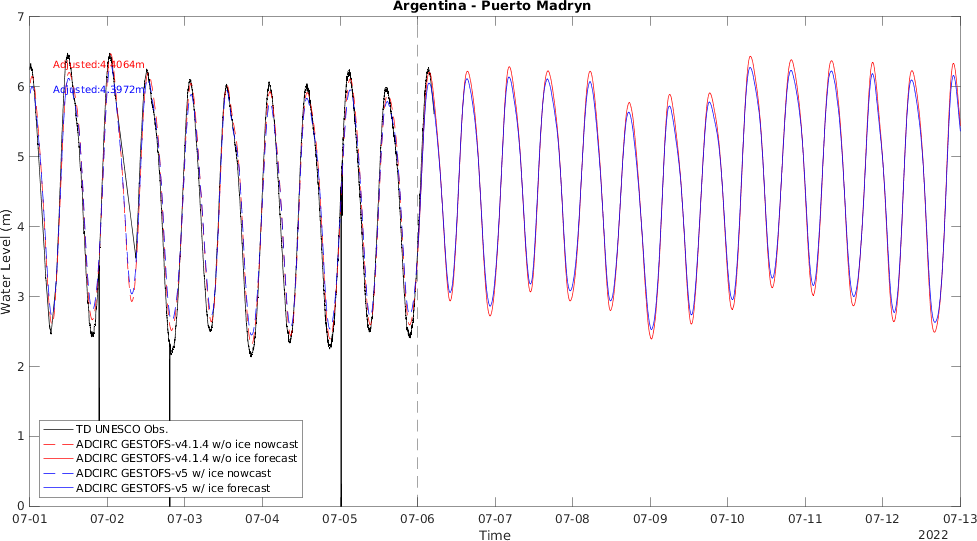 Argentina - Puerto Madryn
7
6
5
4
3
2
1
0
Water Level (m)
Adjusted:4.4064m
Adjusted:4.3972m
TD UNESCO Obs.
ADCIRC GESTOFS-v4.1.4 w/o ice nowcast
ADCIRC GESTOFS-v4.1.4 w/o ice forecast
ADCIRC GESTOFS-v5 w/ ice nowcast
ADCIRC GESTOFS-v5 w/ ice forecast
07-01 07-02 07-03 07-04 07-05 07-06 07-07 07-08 07-09 07-10 07-11 07-12 07-13
Time
2022